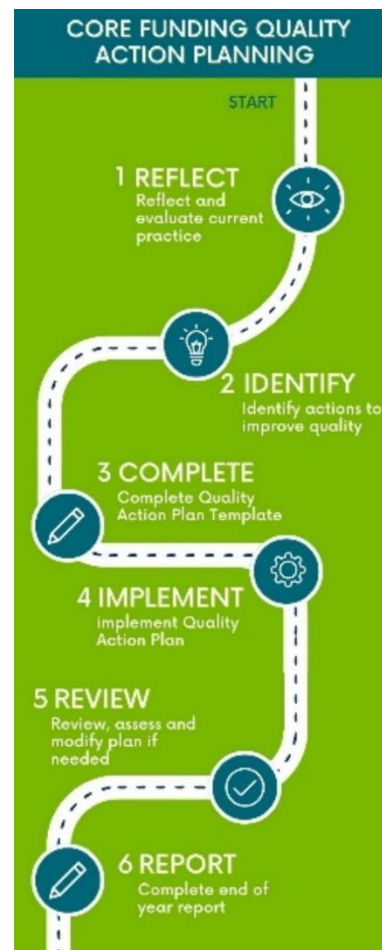 CORE FUNDING QUALITY
ACTION PLANNING
START
1 REFLECT
Reflect and
evaluate current
practice
2 IDENTIFY
Identify actions to
improve quality
3 COMPLETE
Complete Quality
Action Plan Template
4 IMPLEMENT
implement Quality
Action Plan
5 REVIEW
Review, assess and
modify plan if
needed
6 REPORT
Complete end of
year report